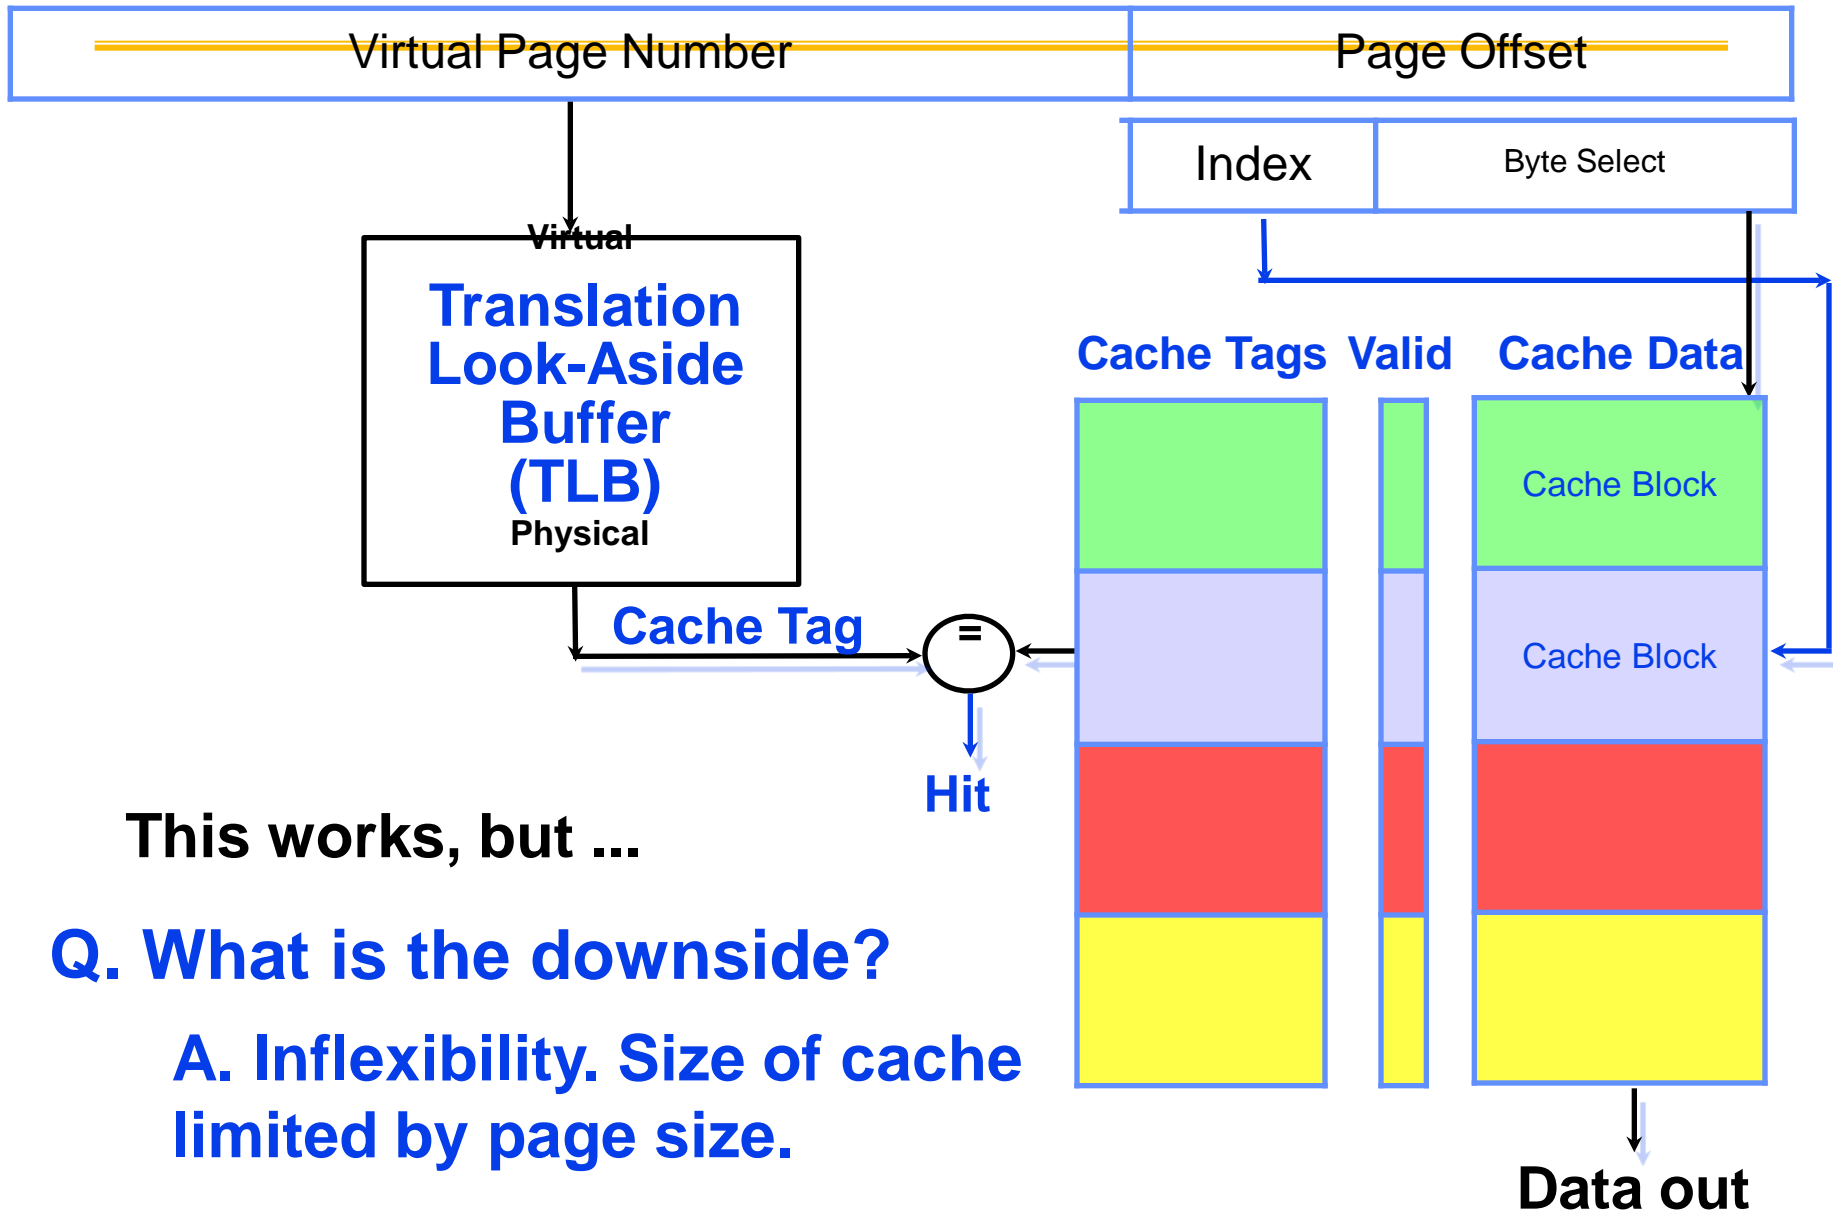 Virtual Page Number
Page Offset
Index
Byte Select
Virtual
Translation
Look-Aside
Buffer
(TLB)
Physical
Cache Tags
Valid
Cache Data
Cache Block
Cache Block
Cache Tag
=
Hit
This works, but ...
Q. What is the downside?
A. Inflexibility. Size of cache
limited by page size.
Data out